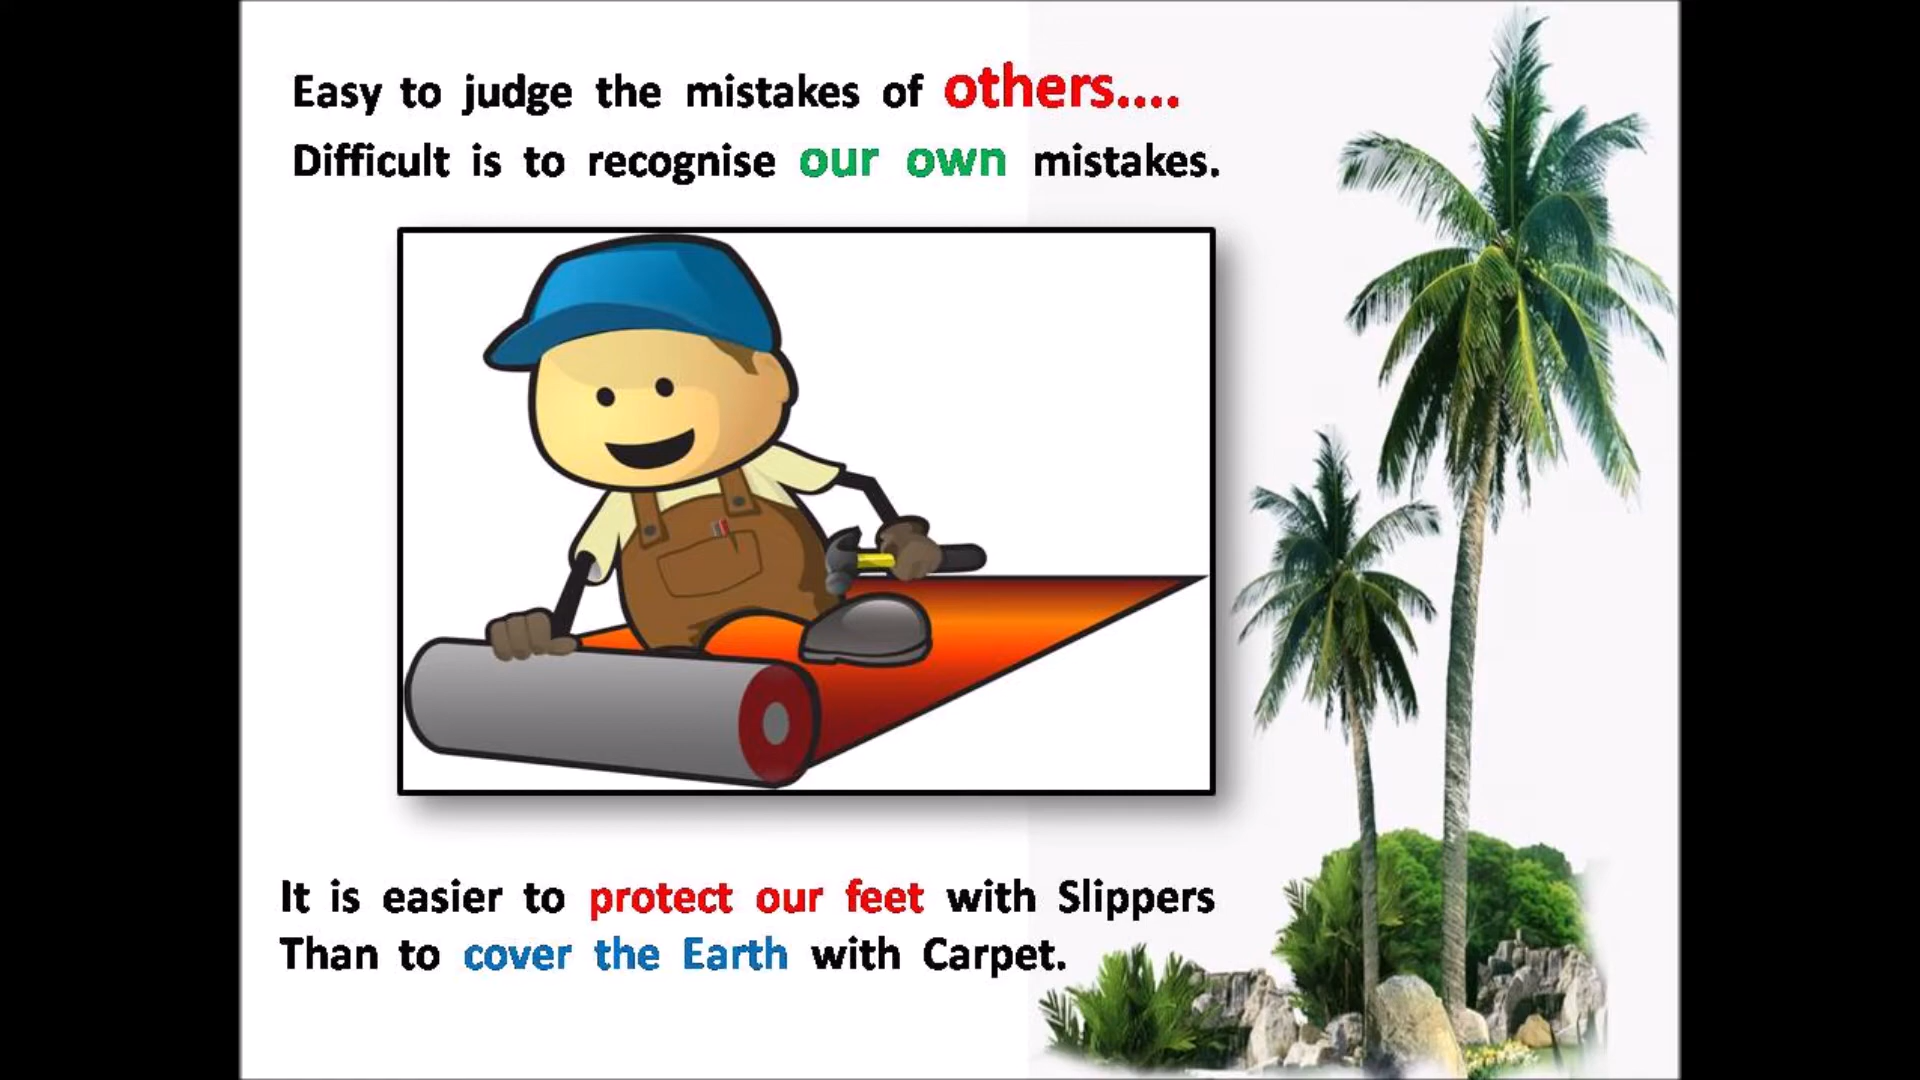 Easy to judge the mistakes of others....
Difficult is to recognise our own mistakes.
It is easier to protect our feet with Slippers
Than to cover the Earth with Carpet.